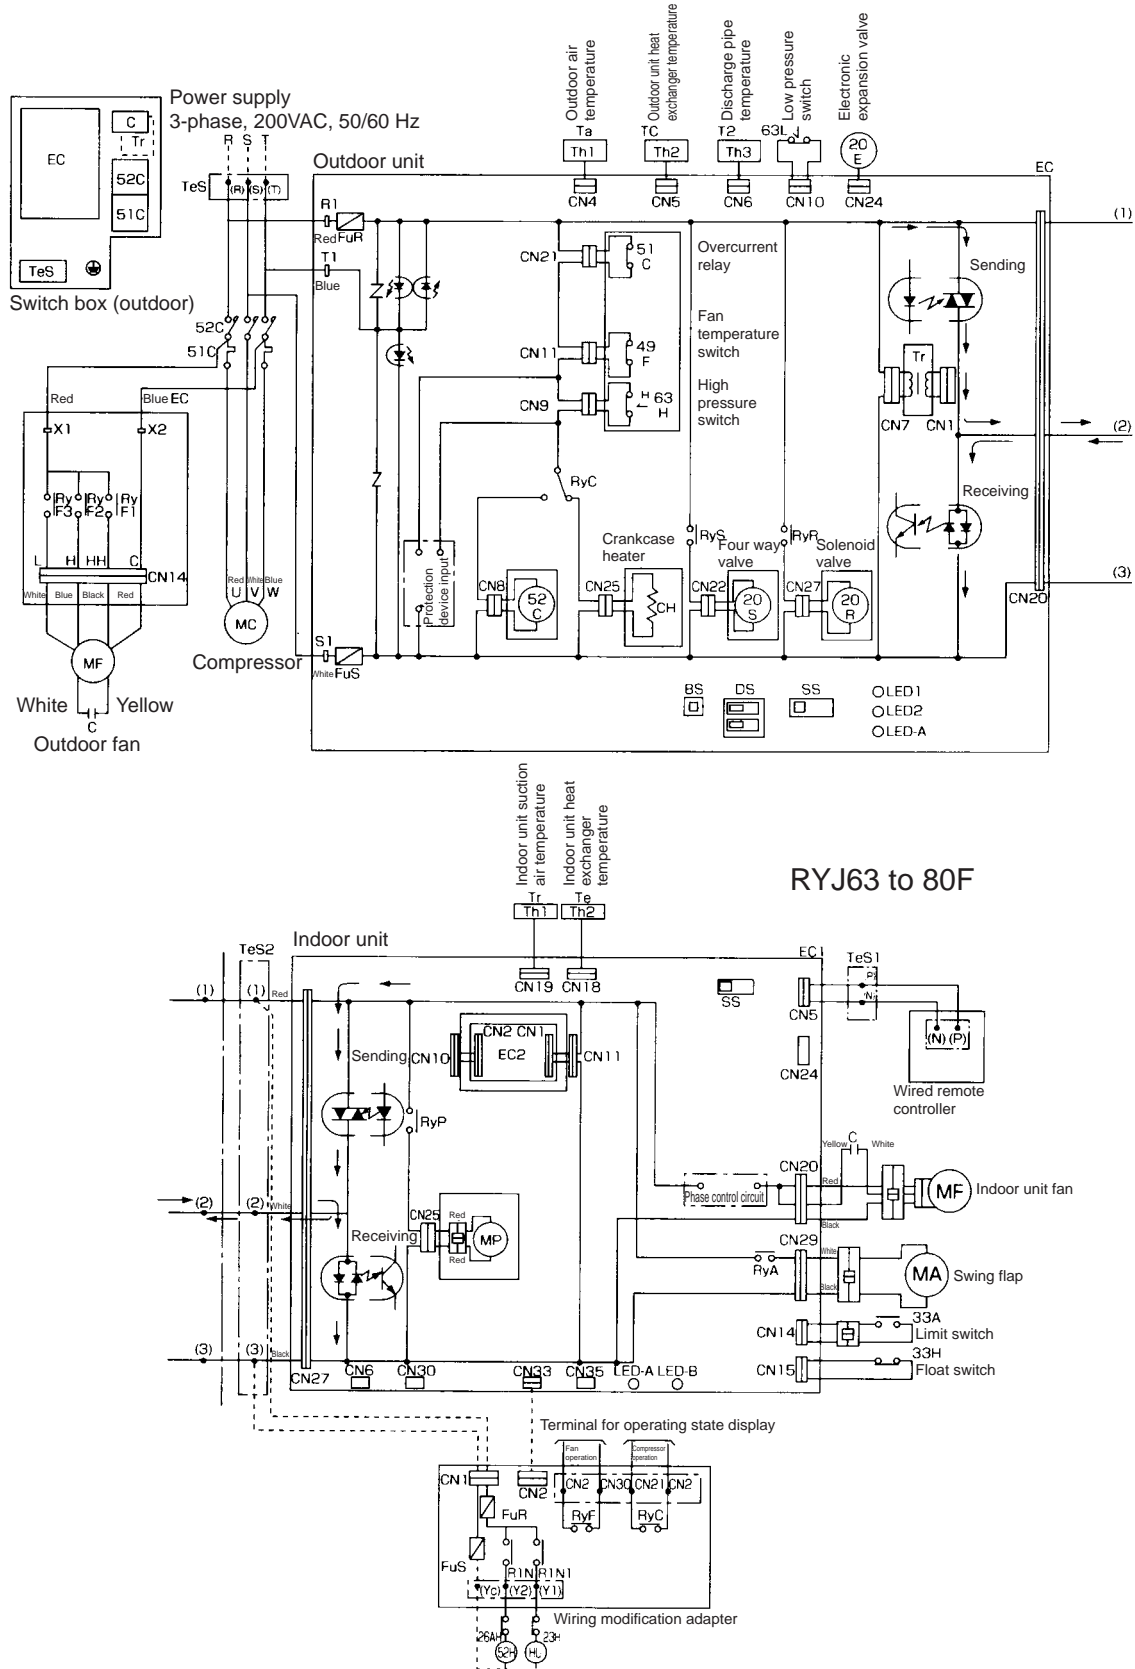 Outdoor air
temperature
Outdoor unit heat
exchanger temperature
Discharge pipe
temperature
Low pressure
switch
Electronic
expansion valve
Ta
Th1
TC
Th2
T2
Th3
63L
20
E
CN4
CN5
CN6
CN10
CN24
EC
Power supply
3-phase, 200VAC, 50/60 Hz
R S T
TeS
(R) (S) (T)
EC
C
Tr
52C
51C
TeS
Switch box (outdoor)
Outdoor unit
R1
Red
FuR
T1
Blue
CN21
51
C
Overcurrent
relay
CN11
49
F
Fan
temperature
switch
CN9
H
63
H
High
pressure
switch
Sending
Tr
CN7
CN1
(1)
(2)
(3)
Receiving
RyC
RyS
RyR
52C
51C
Red
Blue
EC
X1
X2
Ry
F3
Ry
F2
Ry
F1
L
H
HH
C
CN14
White
Blue
Black
Red
MF
White
Yellow
C
Outdoor fan
Red
White
Blue
U
V
W
MC
Compressor
S1
White
FuS
Protection
device input
CN8
52
C
Crankcase
heater
CN25
CH
Four way
valve
CN22
20
S
Solenoid
valve
CN27
20
R
CN20
BS
DS
SS
LED1
LED2
LED-A
Indoor unit suction
air temperature
Indoor unit heat
exchanger
temperature
RYJ63 to 80F
Tr
Th1
Te
Th2
CN19
CN18
TeS2
Indoor unit
EC1
TeS1
(1)
(1)
Red
SS
CN5
(N) (P)
Wired remote
controller
CN24
Sending
CN10
CN2 CN1
EC2
CN11
RyP
Phase control circuit
CN20
Yellow
C
White
Red
Black
MF
Indoor unit fan
(2)
(2)
White
Receiving
CN25
Red
Red
MP
CN29
RyA
White
Black
MA
Swing flap
CN14
33A
Limit switch
CN15
33H
Float switch
(3)
(3)
Black
CN27
CN6
CN30
CN33
CN35
LED-A
LED-B
Terminal for operating state display
Fan
operation
Compressor
operation
CN1
CN2
CN2
CN30
CN21
CN2
RyF
RyC
FuR
FuS
R1N
R1N1
(Yc)
(Y2)
(Y1)
Wiring modification adapter
26AH
52H
HU
23H